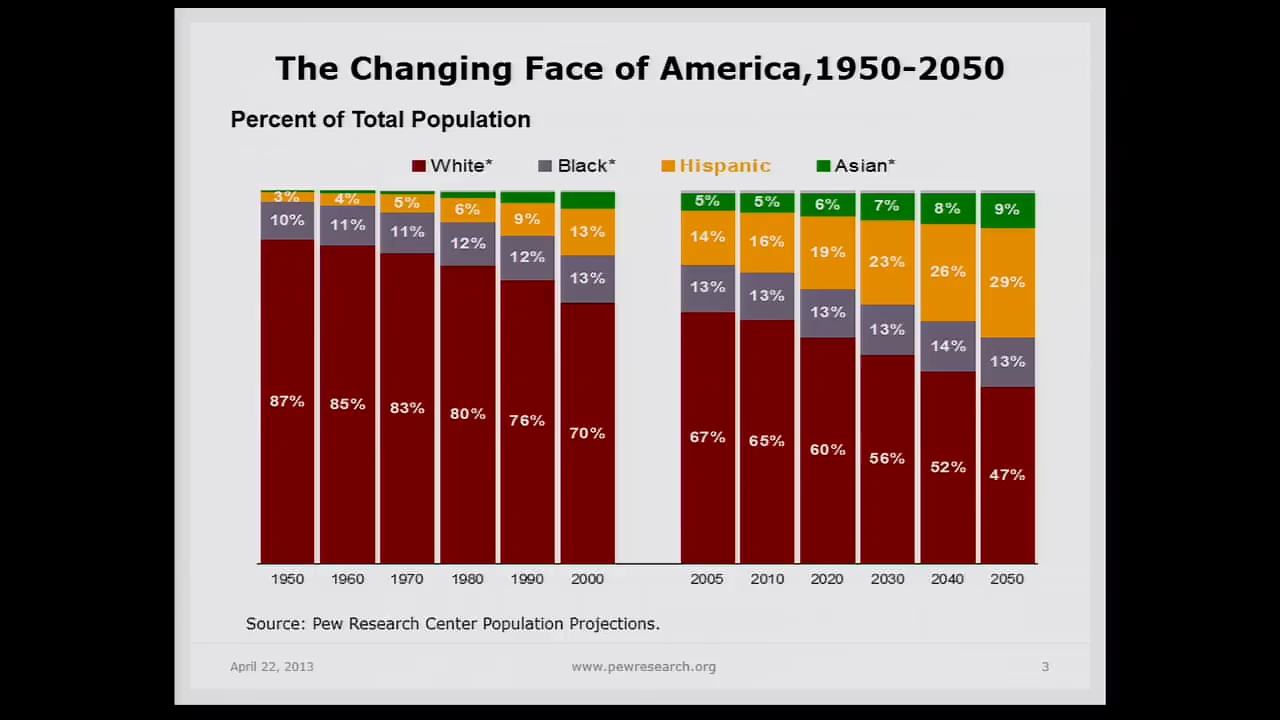 The Changing Face of America,1950-2050
Percent of Total Population
White* Black* Hispanic Asian*
3% 4% 5% 6% 9% 13% 5% 5% 6% 7% 8% 9%
10% 11% 11% 12% 12% 13% 14% 16% 19% 23% 26% 29%
13% 13% 13% 13% 14% 13%
87% 85% 83% 80% 76% 70% 67% 65% 60% 56% 52% 47%
1950 1960 1970 1980 1990 2000 2005 2010 2020 2030 2040 2050
Source: Pew Research Center Population Projections.
April 22, 2013 www.pewresearch.org 3